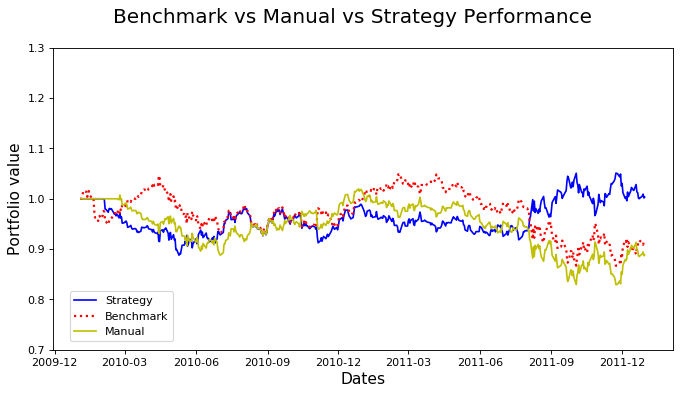 Benchmark vs Manual vs Strategy Performance
1.3
1.2
1.1
1.0
0.9
0.8
0.7
Portfolio value
Strategy
Benchmark
Manual
2009-12 2010-03 2010-06 2010-09 2010-12 2011-03 2011-06 2011-09 2011-12
Dates